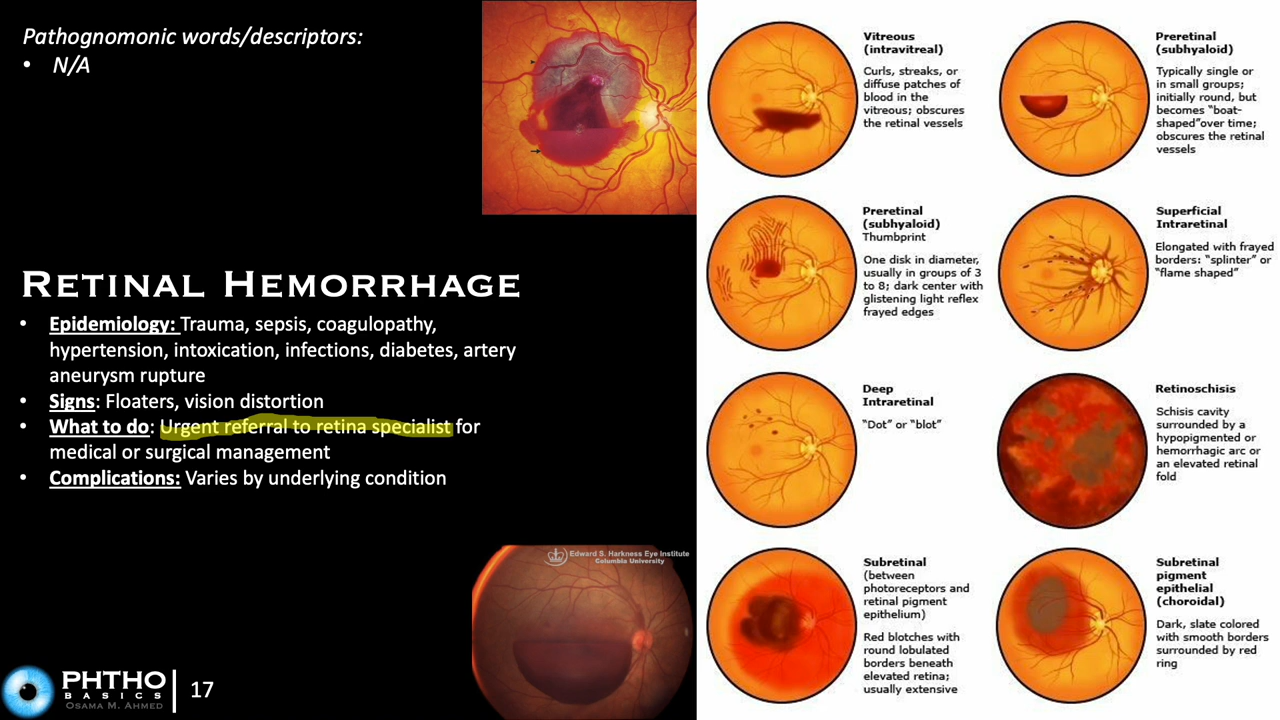 Pathognomonic words/descriptors:
• N/A
RETINAL HEMORRHAGE
• Epidemiology: Trauma, sepsis, coagulopathy,
hypertension, intoxication, infections, diabetes, artery
aneurysm rupture
• Signs: Floaters, vision distortion
• What to do: Urgent referral to retina specialist for
medical or surgical management
• Complications: Varies by underlying condition
Edward S. Harkness Eye Institute
Columbia University
PHTHO
BASICS
OSAMA M. AHMED
17
Vitreous
(intravitreal)
Curls, streaks, or
diffuse patches of
blood in the
vitreous; obscures
the retinal vessels
Preretinal
(subhyaloid)
Typically single or
in small groups;
initially round, but
becomes "boat-
shaped"over time;
obscures the retinal
vessels
Preretinal
(subhyaloid)
Thumbprint
One disk in diameter,
usually in groups of 3
to 8; dark center with
glistening light reflex
frayed edges
Superficial
Intraretinal
Elongated with frayed
borders: "splinter" or
"flame shaped"
Deep
Intraretinal
"Dot" or "blot"
Retinoschisis
Schisis cavity
surrounded by a
hypopigmented or
hemorrhagic arc or
an elevated retinal
fold
Subretinal
(between
photoreceptors and
retinal pigment
epithelium)
Red blotches with
round lobulated
borders beneath
elevated retina;
usually extensive
Subretinal
pigment
epithelial
(choroidal)
Dark, slate colored
with smooth borders
surrounded by red
ring